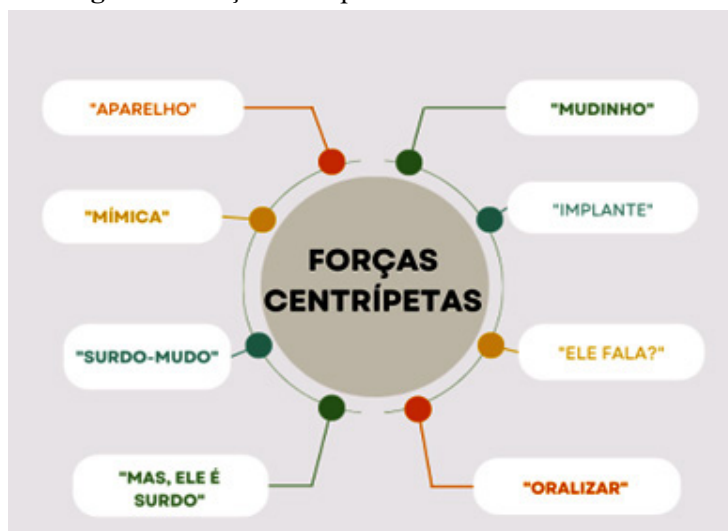 "APARELHO"
"MUDINHO"
"MÍMICA"
"IMPLANTE"
FORÇAS
CENTRÍPETAS
"SURDO-MUDO"
"ELE FALA?"
"MAS, ELE É
SURDO"
"ORALIZAR"